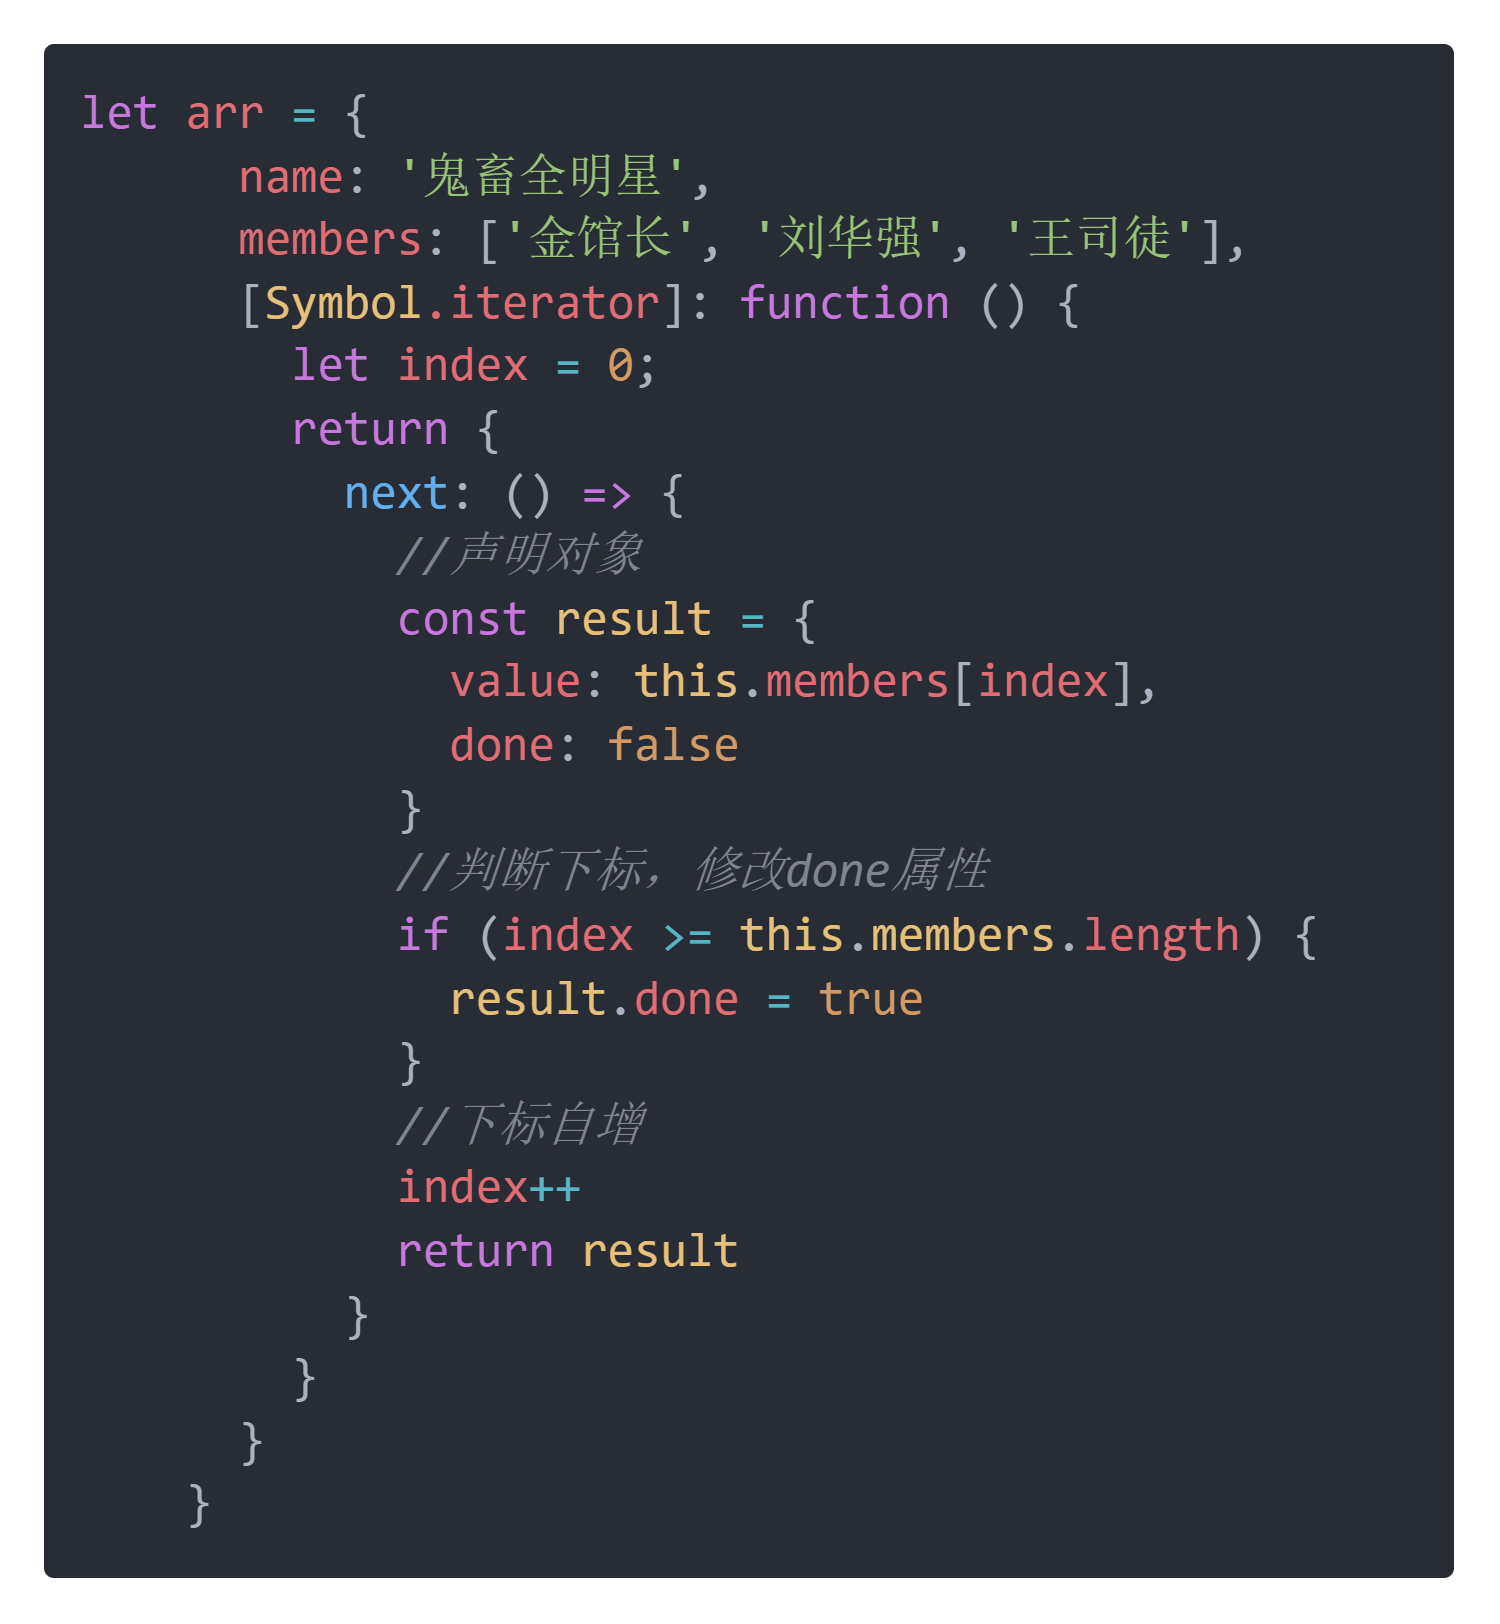 let arr = {
      name: '鬼畜全明星',
      members: ['金馆长', '刘华强', '王司徒'],
      [Symbol.iterator]: function () {
        let index = 0;
        return {
          next: () => {
            //声明对象
            const result = {
              value: this.members[index],
              done: false
            }
            //判断下标，修改done属性
            if (index >= this.members.length) {
              result.done = true
            }
            //下标自增
            index++
            return result
          }
        }
      }
    }